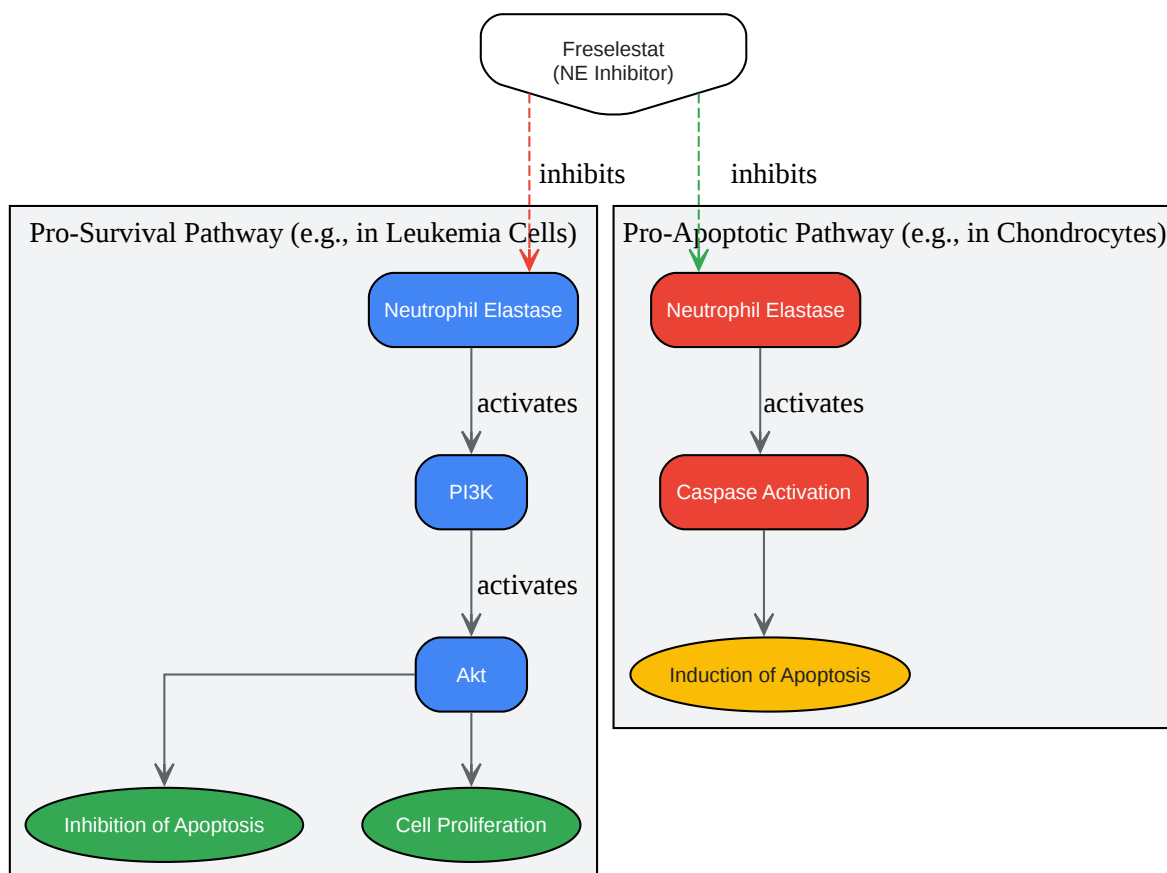 Freselestat
(NE Inhibitor)
inhibits
inhibits
Pro-Survival Pathway (e.g., in Leukemia Cells)
Pro-Apoptotic Pathway (e.g., in Chondrocytes)
Neutrophil Elastase
Neutrophil Elastase
activates
activates
PI3K
Caspase Activation
activates
Akt
Induction of Apoptosis
Inhibition of Apoptosis
Cell Proliferation